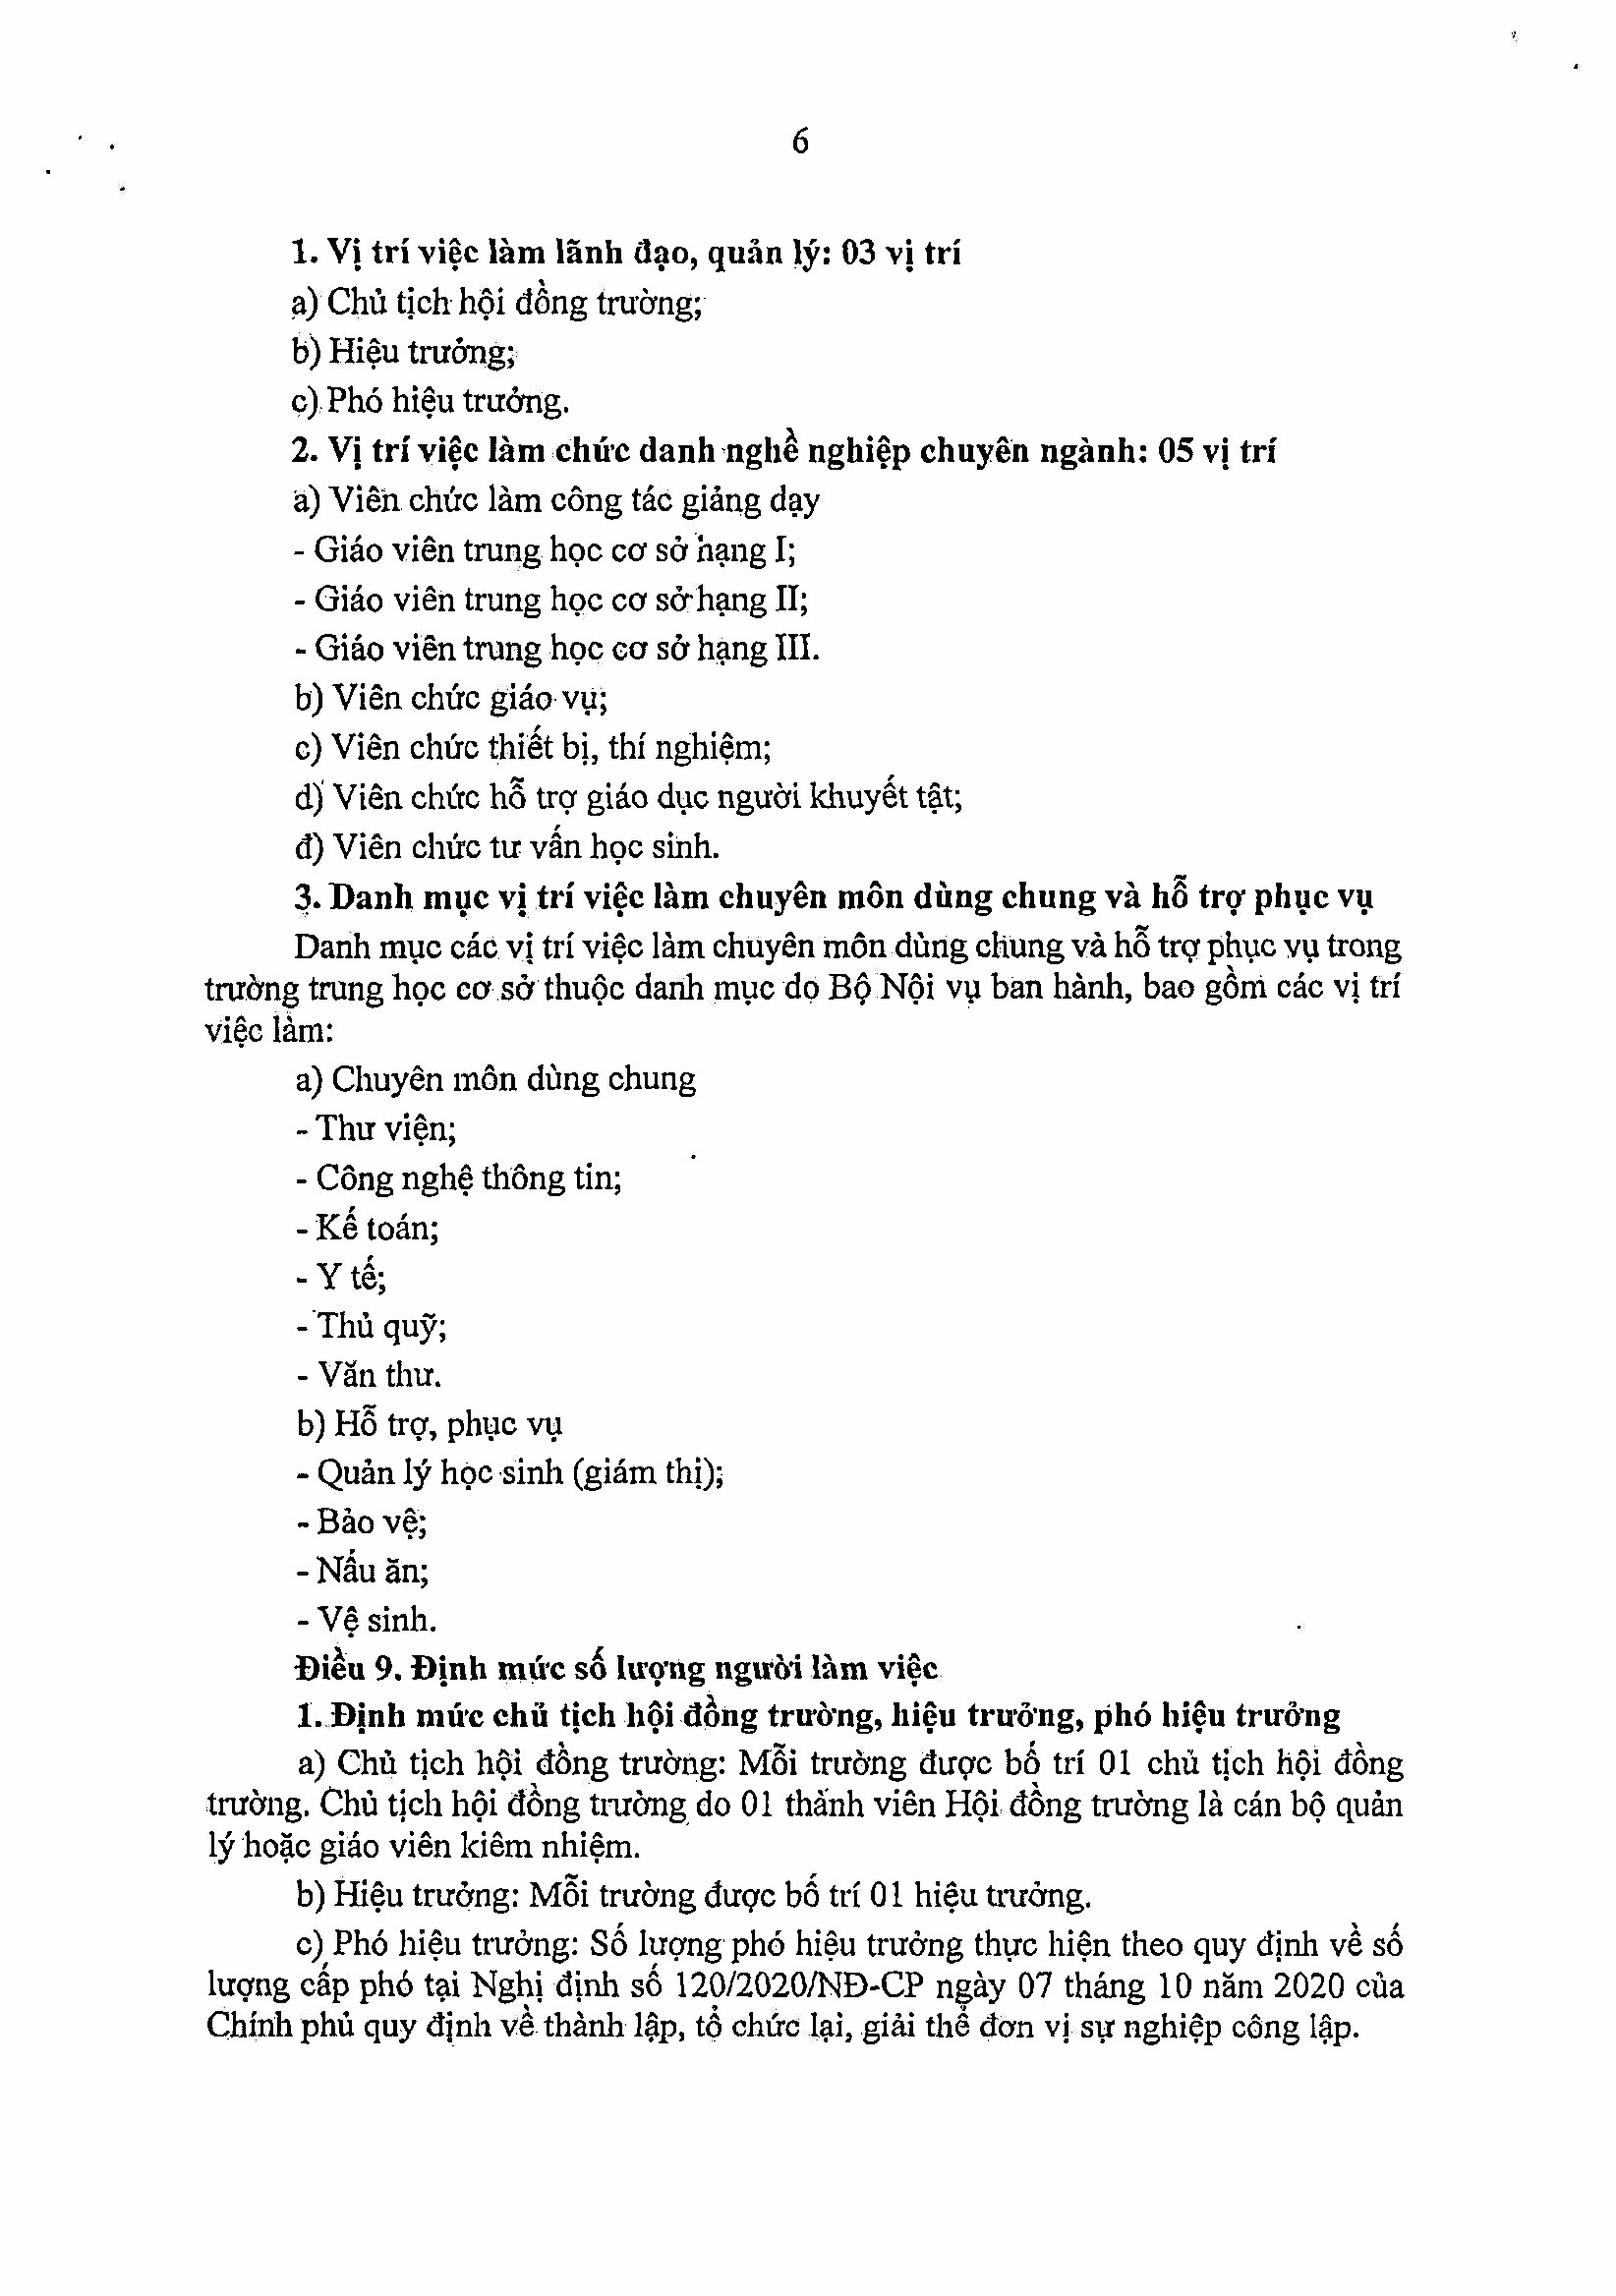 6
1. Vị trí việc làm lãnh đạo, quản lý: 03 vị trí
a) Chủ tịch hội đồng trường;
b) Hiệu trưởng;
c) Phó hiệu trưởng.
2. Vị trí việc làm chức danh nghề nghiệp chuyên ngành: 05 vị trí
a) Viên chức làm công tác giảng dạy
- Giáo viên trung học cơ sở hạng I;
- Giáo viên trung học cơ sở hạng II;
- Giáo viên trung học cơ sở hạng III.
b) Viên chức giáo vụ;
c) Viên chức thiết bị, thí nghiệm;
d) Viên chức hỗ trợ giáo dục người khuyết tật;
đ) Viên chức tư vấn học sinh.
3. Danh mục vị trí việc làm chuyên môn dùng chung và hỗ trợ phục vụ
Danh mục các vị trí việc làm chuyên môn dùng chung và hỗ trợ phục vụ trong
trường trung học cơ sở thuộc danh mục do Bộ Nội vụ ban hành, bao gồm các vị trí
việc làm:
a) Chuyên môn dùng chung
- Thư viện;
- Công nghệ thông tin;
- Kế toán;
- Y tế;
- Thủ quỹ;
- Văn thư.
b) Hỗ trợ, phục vụ
- Quản lý học sinh (giám thị);
- Bảo vệ;
- Nấu ăn;
- Vệ sinh.
Điều 9. Định mức số lượng người làm việc
1. Định mức chủ tịch hội đồng trường, hiệu trưởng, phó hiệu trưởng
a) Chủ tịch hội đồng trường: Mỗi trường được bố trí 01 chủ tịch hội đồng
trường. Chủ tịch hội đồng trường do 01 thành viên Hội đồng trường là cán bộ quản
lý hoặc giáo viên kiêm nhiệm.
b) Hiệu trưởng: Mỗi trường được bố trí 01 hiệu trưởng.
c) Phó hiệu trưởng: Số lượng phó hiệu trưởng thực hiện theo quy định về số
lượng cấp phó tại Nghị định số 120/2020/NĐ-CP ngày 07 tháng 10 năm 2020 của
Chính phủ quy định về thành lập, tổ chức lại, giải thể đơn vị sự nghiệp công lập.